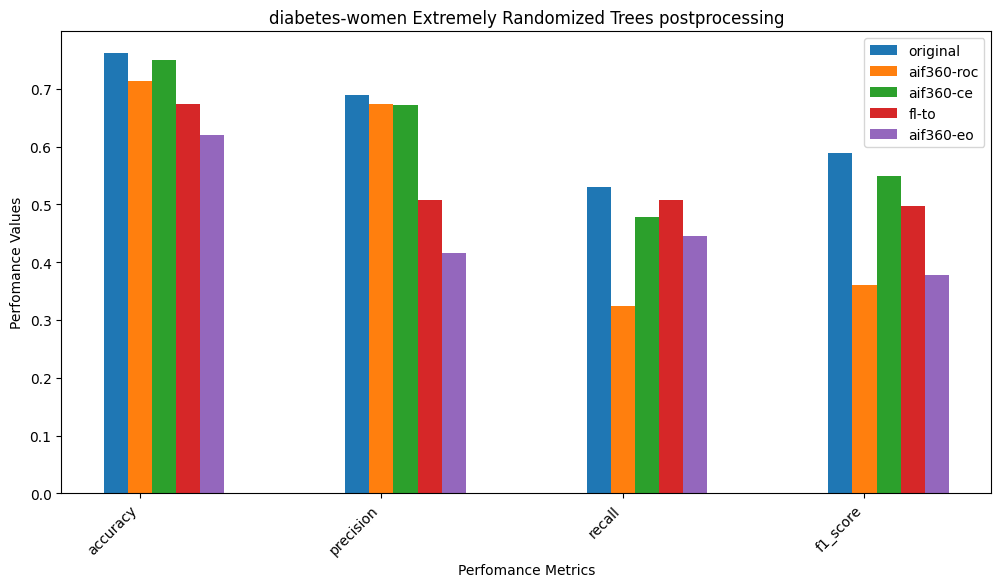 diabetes-women Extremely Randomized Trees postprocessing
original
aif360-roc
aif360-ce
fl-to
aif360-eo
Perfomance Values
0.7
0.6
0.5
0.4
0.3
0.2
0.1
0.0
accuracy
precision
recall
f1_score
Perfomance Metrics